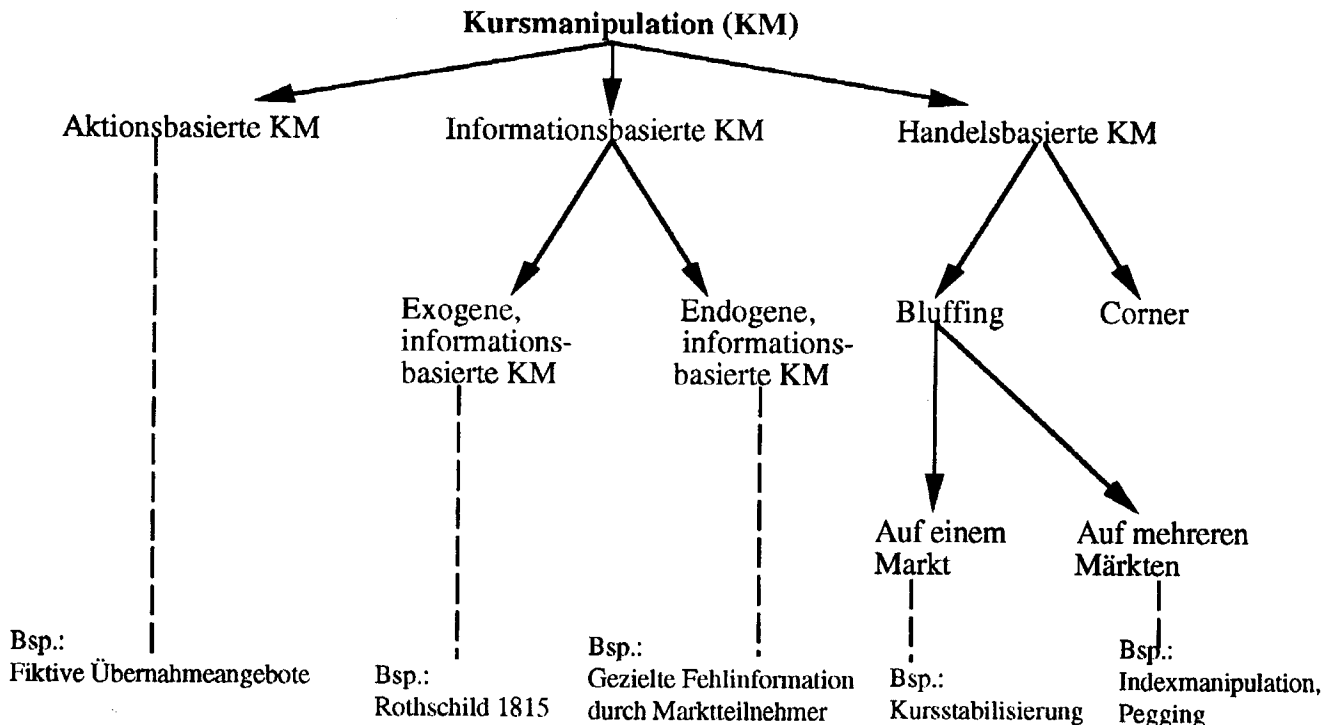 Kursmanipulation (KM)
Aktionsbasierte KM
Informationsbasierte KM
Handelsbasierte KM
Exogene,
informations-
basierte KM
Endogene,
informations-
basierte KM
Bluffing
Corner
Auf einem
Markt
Auf mehreren
Märkten
Bsp.:
Fiktive Übernahmeangebote
Bsp.:
Rothschild 1815
Bsp.:
Gezielte Fehlinformation
durch Marktteilnehmer
Bsp.:
Kursstabilisierung
Bsp.:
Indexmanipulation,
Pegging